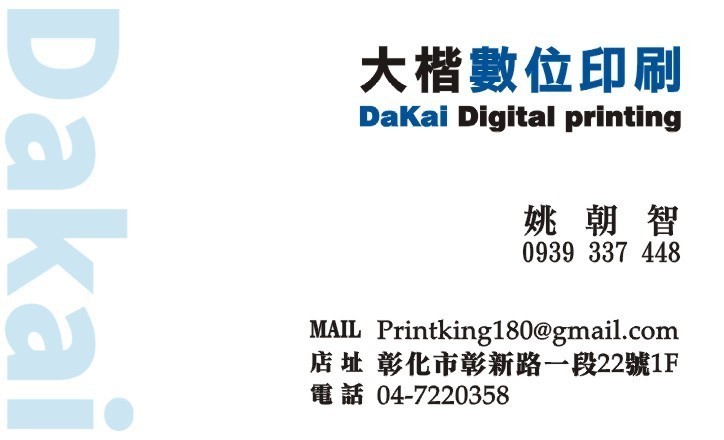 Dakai
大楷數位印刷
DaKai Digital printing
姚朝智
0939 337 448
MAIL Printking180@gmail.com
店址 彰化市彰新路一段22號1F
電話 04-7220358